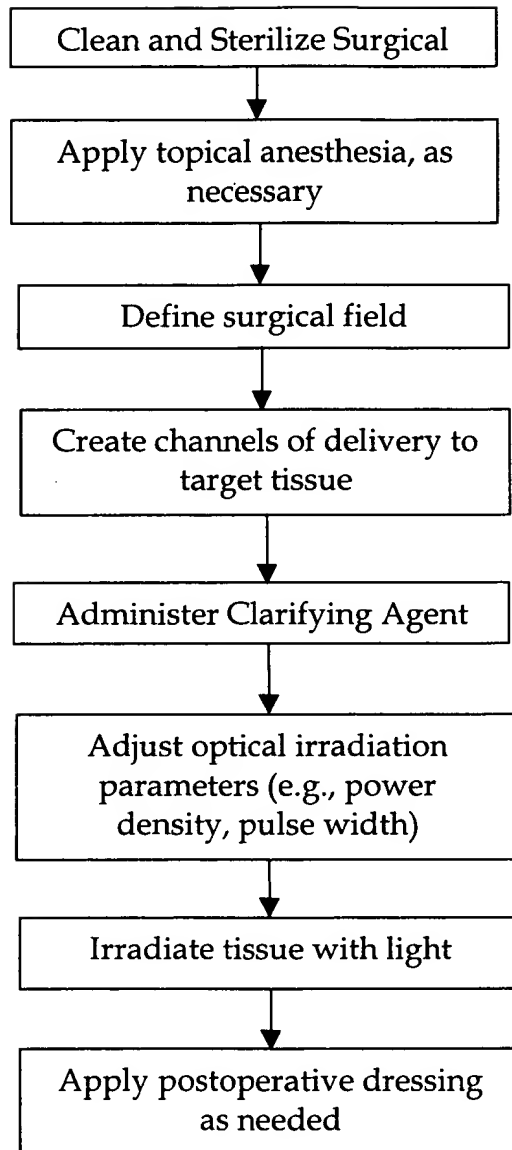 Clean and Sterilize Surgical
Apply topical anesthesia, as
necessary
Define surgical field
Create channels of delivery to
target tissue
Administer Clarifying Agent
Adjust optical irradiation
parameters (e.g., power
density, pulse width)
Irradiate tissue with light
Apply postoperative dressing
as needed